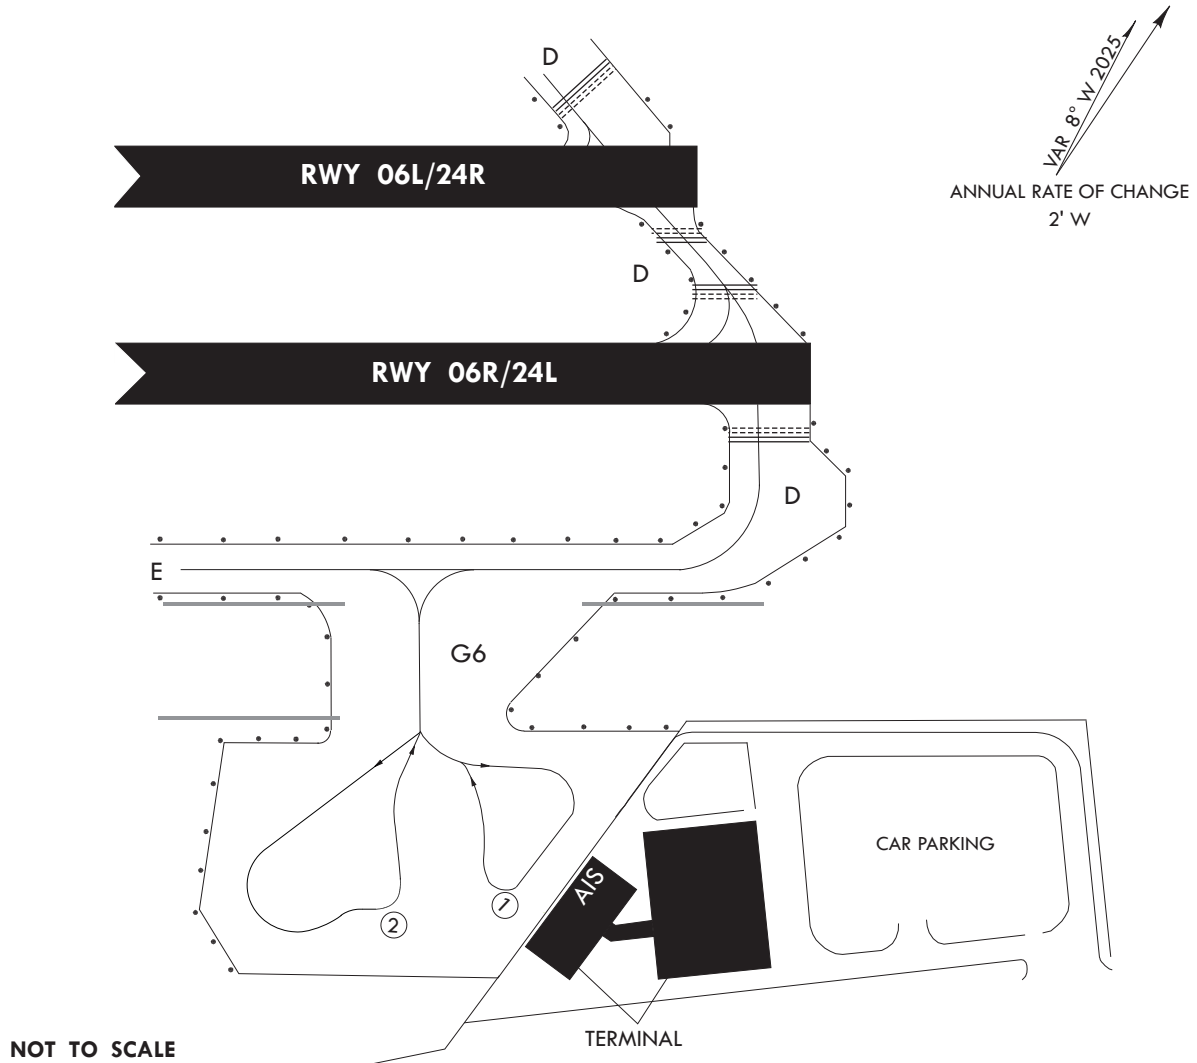 D
VAR 8° W 2025
RWY 06L/24R
ANNUAL RATE OF CHANGE
2' W
D
RWY 06R/24L
D
E
G6
CAR PARKING
AIS
1
2
TERMINAL
NOT TO SCALE